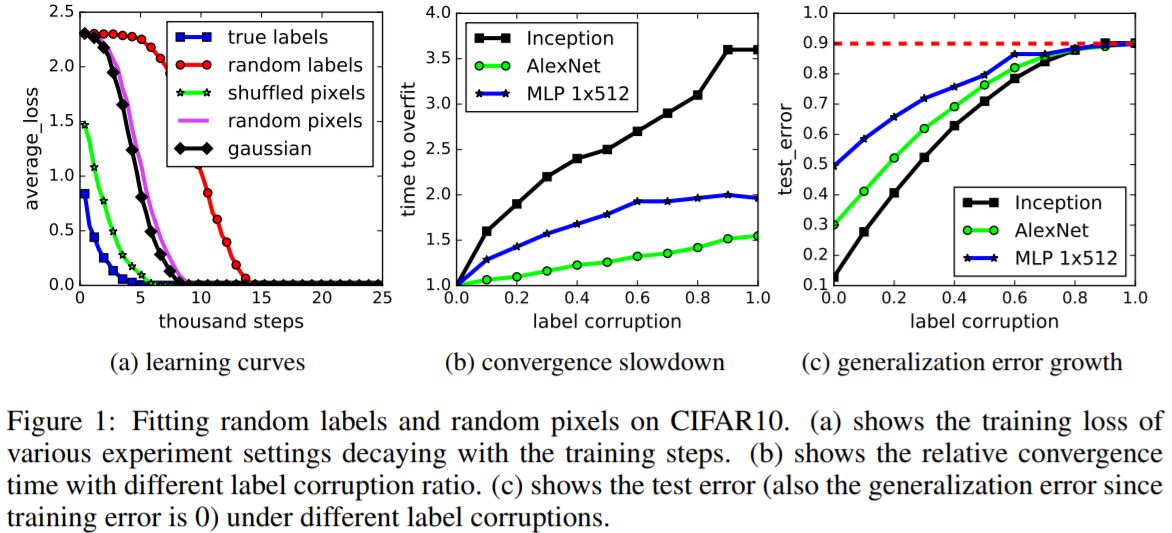 2.5
2.0
1.5
1.0
0.5
0.0
average_loss
true labels
random labels
shuffled pixels
random pixels
gaussian
0 5 10 15 20 25
thousand steps
(a) learning curves
4.0
3.5
3.0
2.5
2.0
1.5
1.0
time to overfit
Inception
AlexNet
MLP 1x512
0.0 0.2 0.4 0.6 0.8 1.0
label corruption
(b) convergence slowdown
1.0
0.9
0.8
0.7
0.6
0.5
0.4
0.3
0.2
0.1
test_error
Inception
AlexNet
MLP 1x512
0.0 0.2 0.4 0.6 0.8 1.0
label corruption
(c) generalization error growth
Figure 1: Fitting random labels and random pixels on CIFAR10. (a) shows the training loss of
various experiment settings decaying with the training steps. (b) shows the relative convergence
time with different label corruption ratio. (c) shows the test error (also the generalization error since
training error is 0) under different label corruptions.